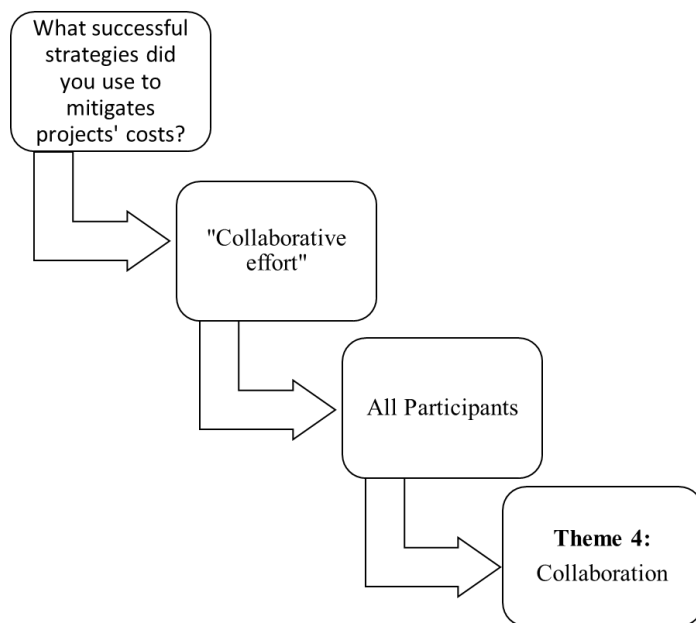 What successful
strategies did
you use to
mitigates
projects' costs?
"Collaborative
effort"
All Participants
Theme 4:
Collaboration